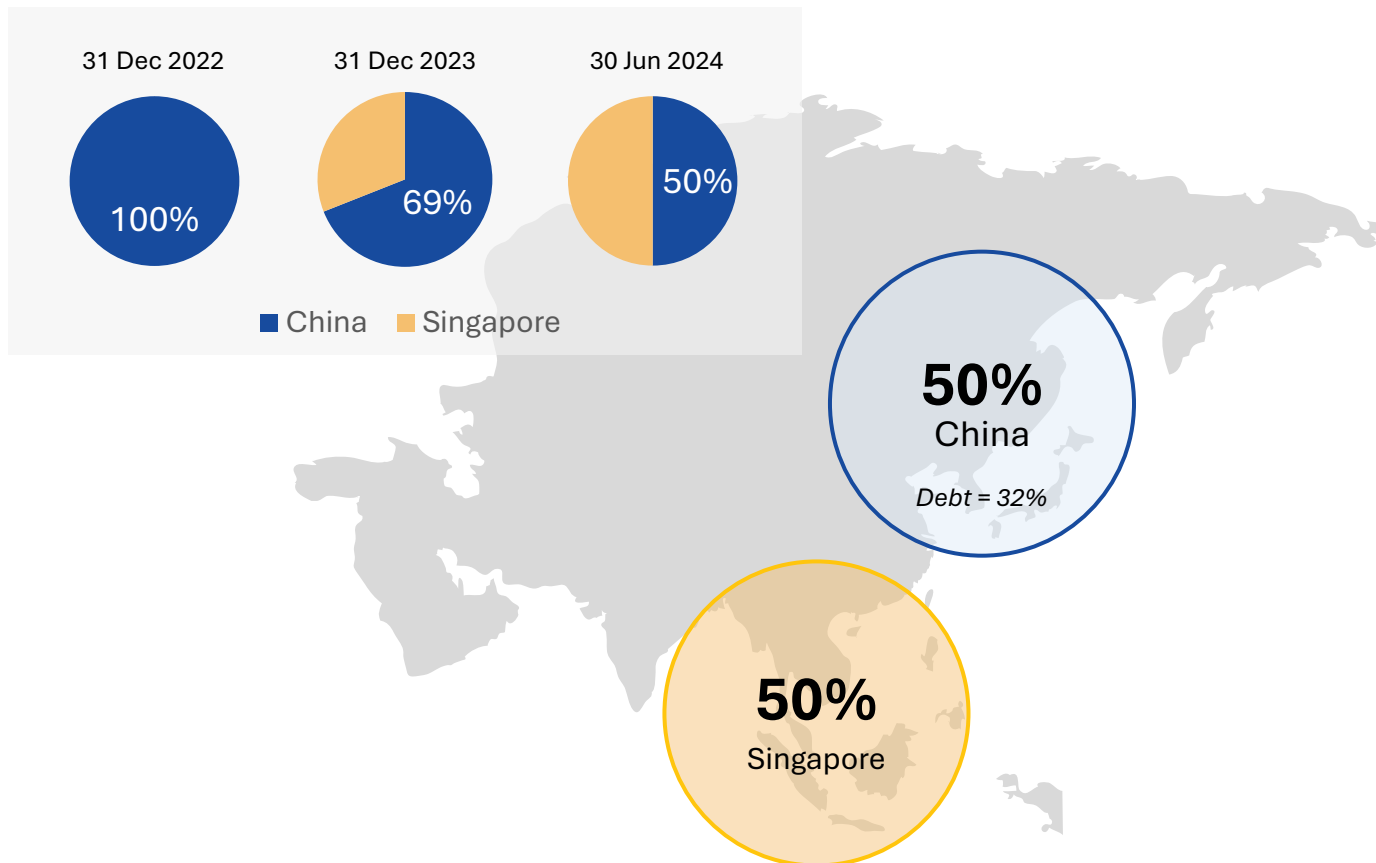 31 Dec 2022
31 Dec 2023
30 Jun 2024
100%
69%
50%
China
Singapore
50%
China
Debt = 32%
50%
Singapore